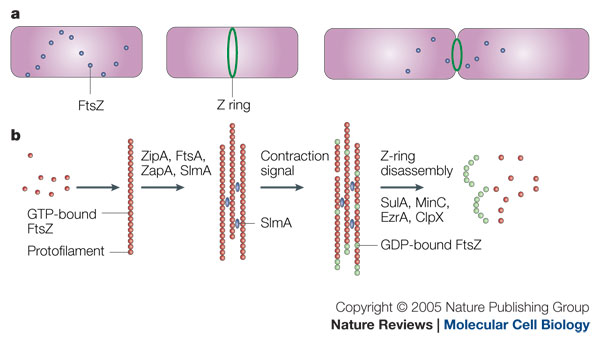 a
FtsZ
Z ring
b
ZipA, FtsA,
ZapA, SlmA
Contraction
signal
Z-ring
disassembly
SulA, MinC,
EzrA, ClpX
GTP-bound
FtsZ
SlmA
Protofilament
GDP-bound FtsZ
Copyright © 2005 Nature Publishing Group
Nature Reviews | Molecular Cell Biology